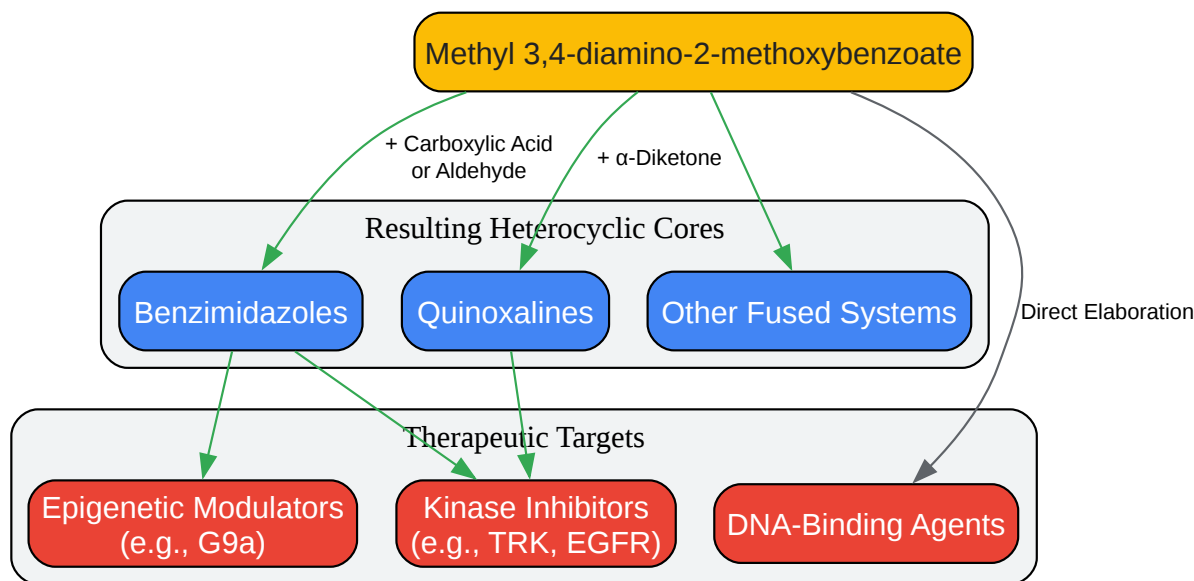 Methyl 3,4-diamino-2-methoxybenzoate
+ Carboxylic Acid
or Aldehyde
+ α-Diketone
Resulting Heterocyclic Cores
Benzimidazoles
Quinoxalines
Other Fused Systems
Direct Elaboration
Therapeutic Targets
Epigenetic Modulators
(e.g., G9a)
Kinase Inhibitors
(e.g., TRK, EGFR)
DNA-Binding Agents